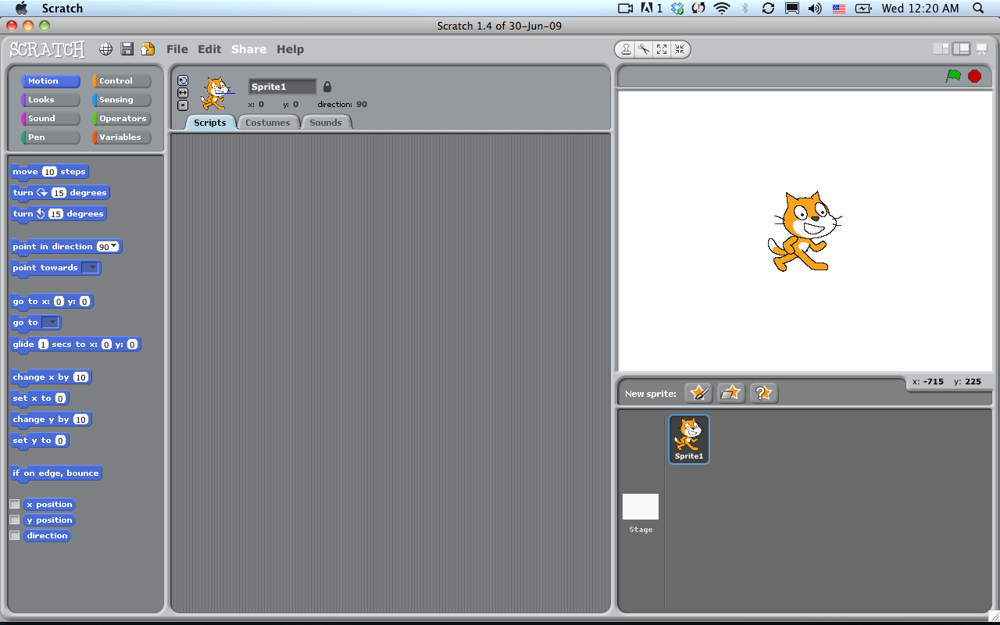 Scratch
1
Wed 12:20 AM
Scratch 1.4 of 30-Jun-09
SCRATCH
File Edit Share Help
Motion
Control
Looks
Sensing
Sound
Operators
Pen
Variables
move 10 steps
turn 15 degrees
turn 15 degrees
point in direction 90
point towards
go to x: 0 y: 0
go to
glide 1 secs to x: 0 y: 0
change x by 10
set x to 0
change y by 10
set y to 0
if on edge, bounce
x position
y position
direction
Sprite1
x: 0 y: 0 direction: 90
Scripts Costumes Sounds
x: -715 y: 225
New sprite:
Sprite1
Stage